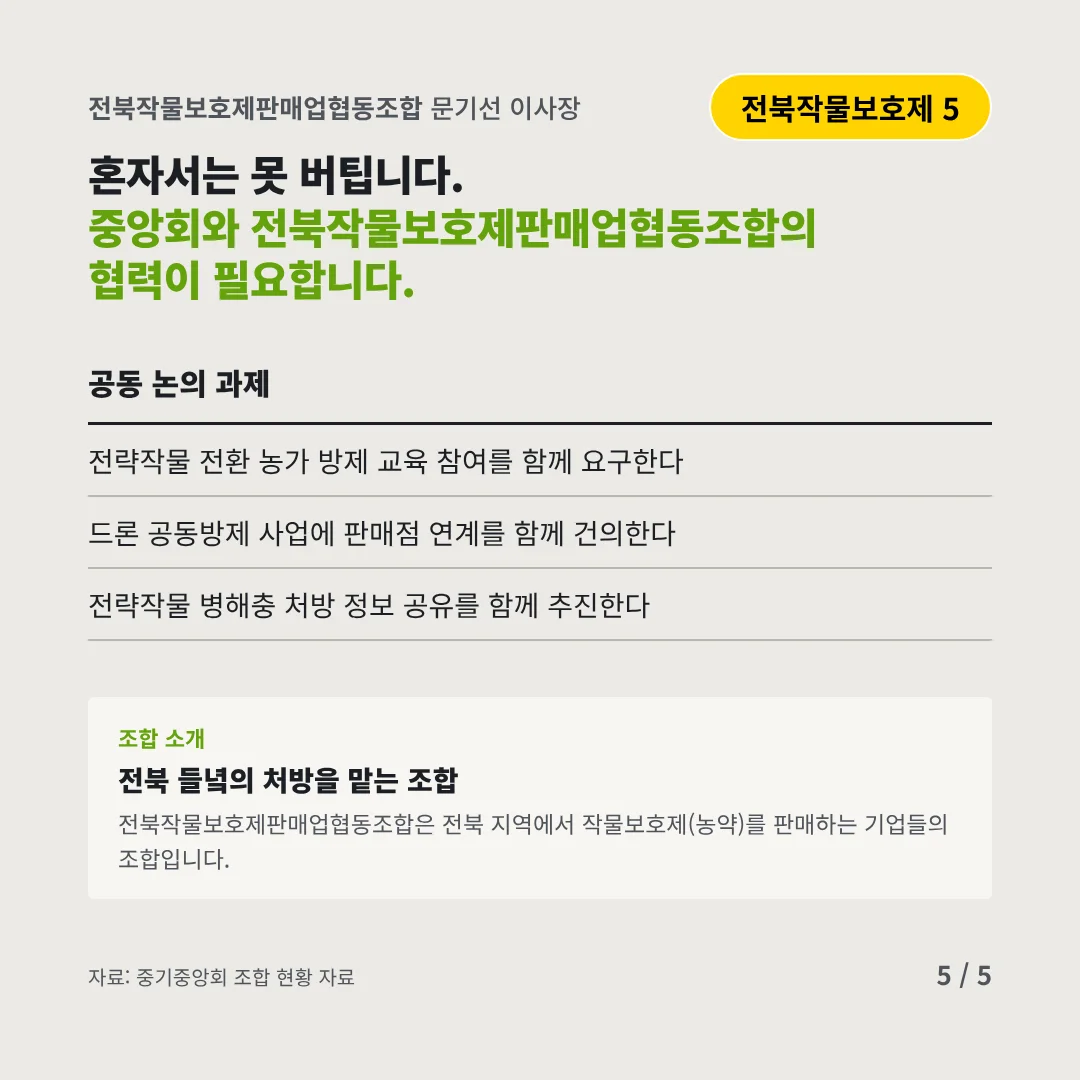 전북작물보호제판매업협동조합 문기선 이사장
전북작물보호제 5
혼자서는 못 버팁니다.
중앙회와 전북작물보호제판매업협동조합의
협력이 필요합니다.
공동 논의 과제
전략작물 전환 농가 방제 교육 참여를 함께 요구한다
드론 공동방제 사업에 판매점 연계를 함께 건의한다
전략작물 병해충 처방 정보 공유를 함께 추진한다
조합 소개
전북 들녘의 처방을 맡는 조합
전북작물보호제판매업협동조합은 전북 지역에서 작물보호제(농약)를 판매하는 기업들의
조합입니다.
자료: 중기중앙회 조합 현황 자료
5 / 5